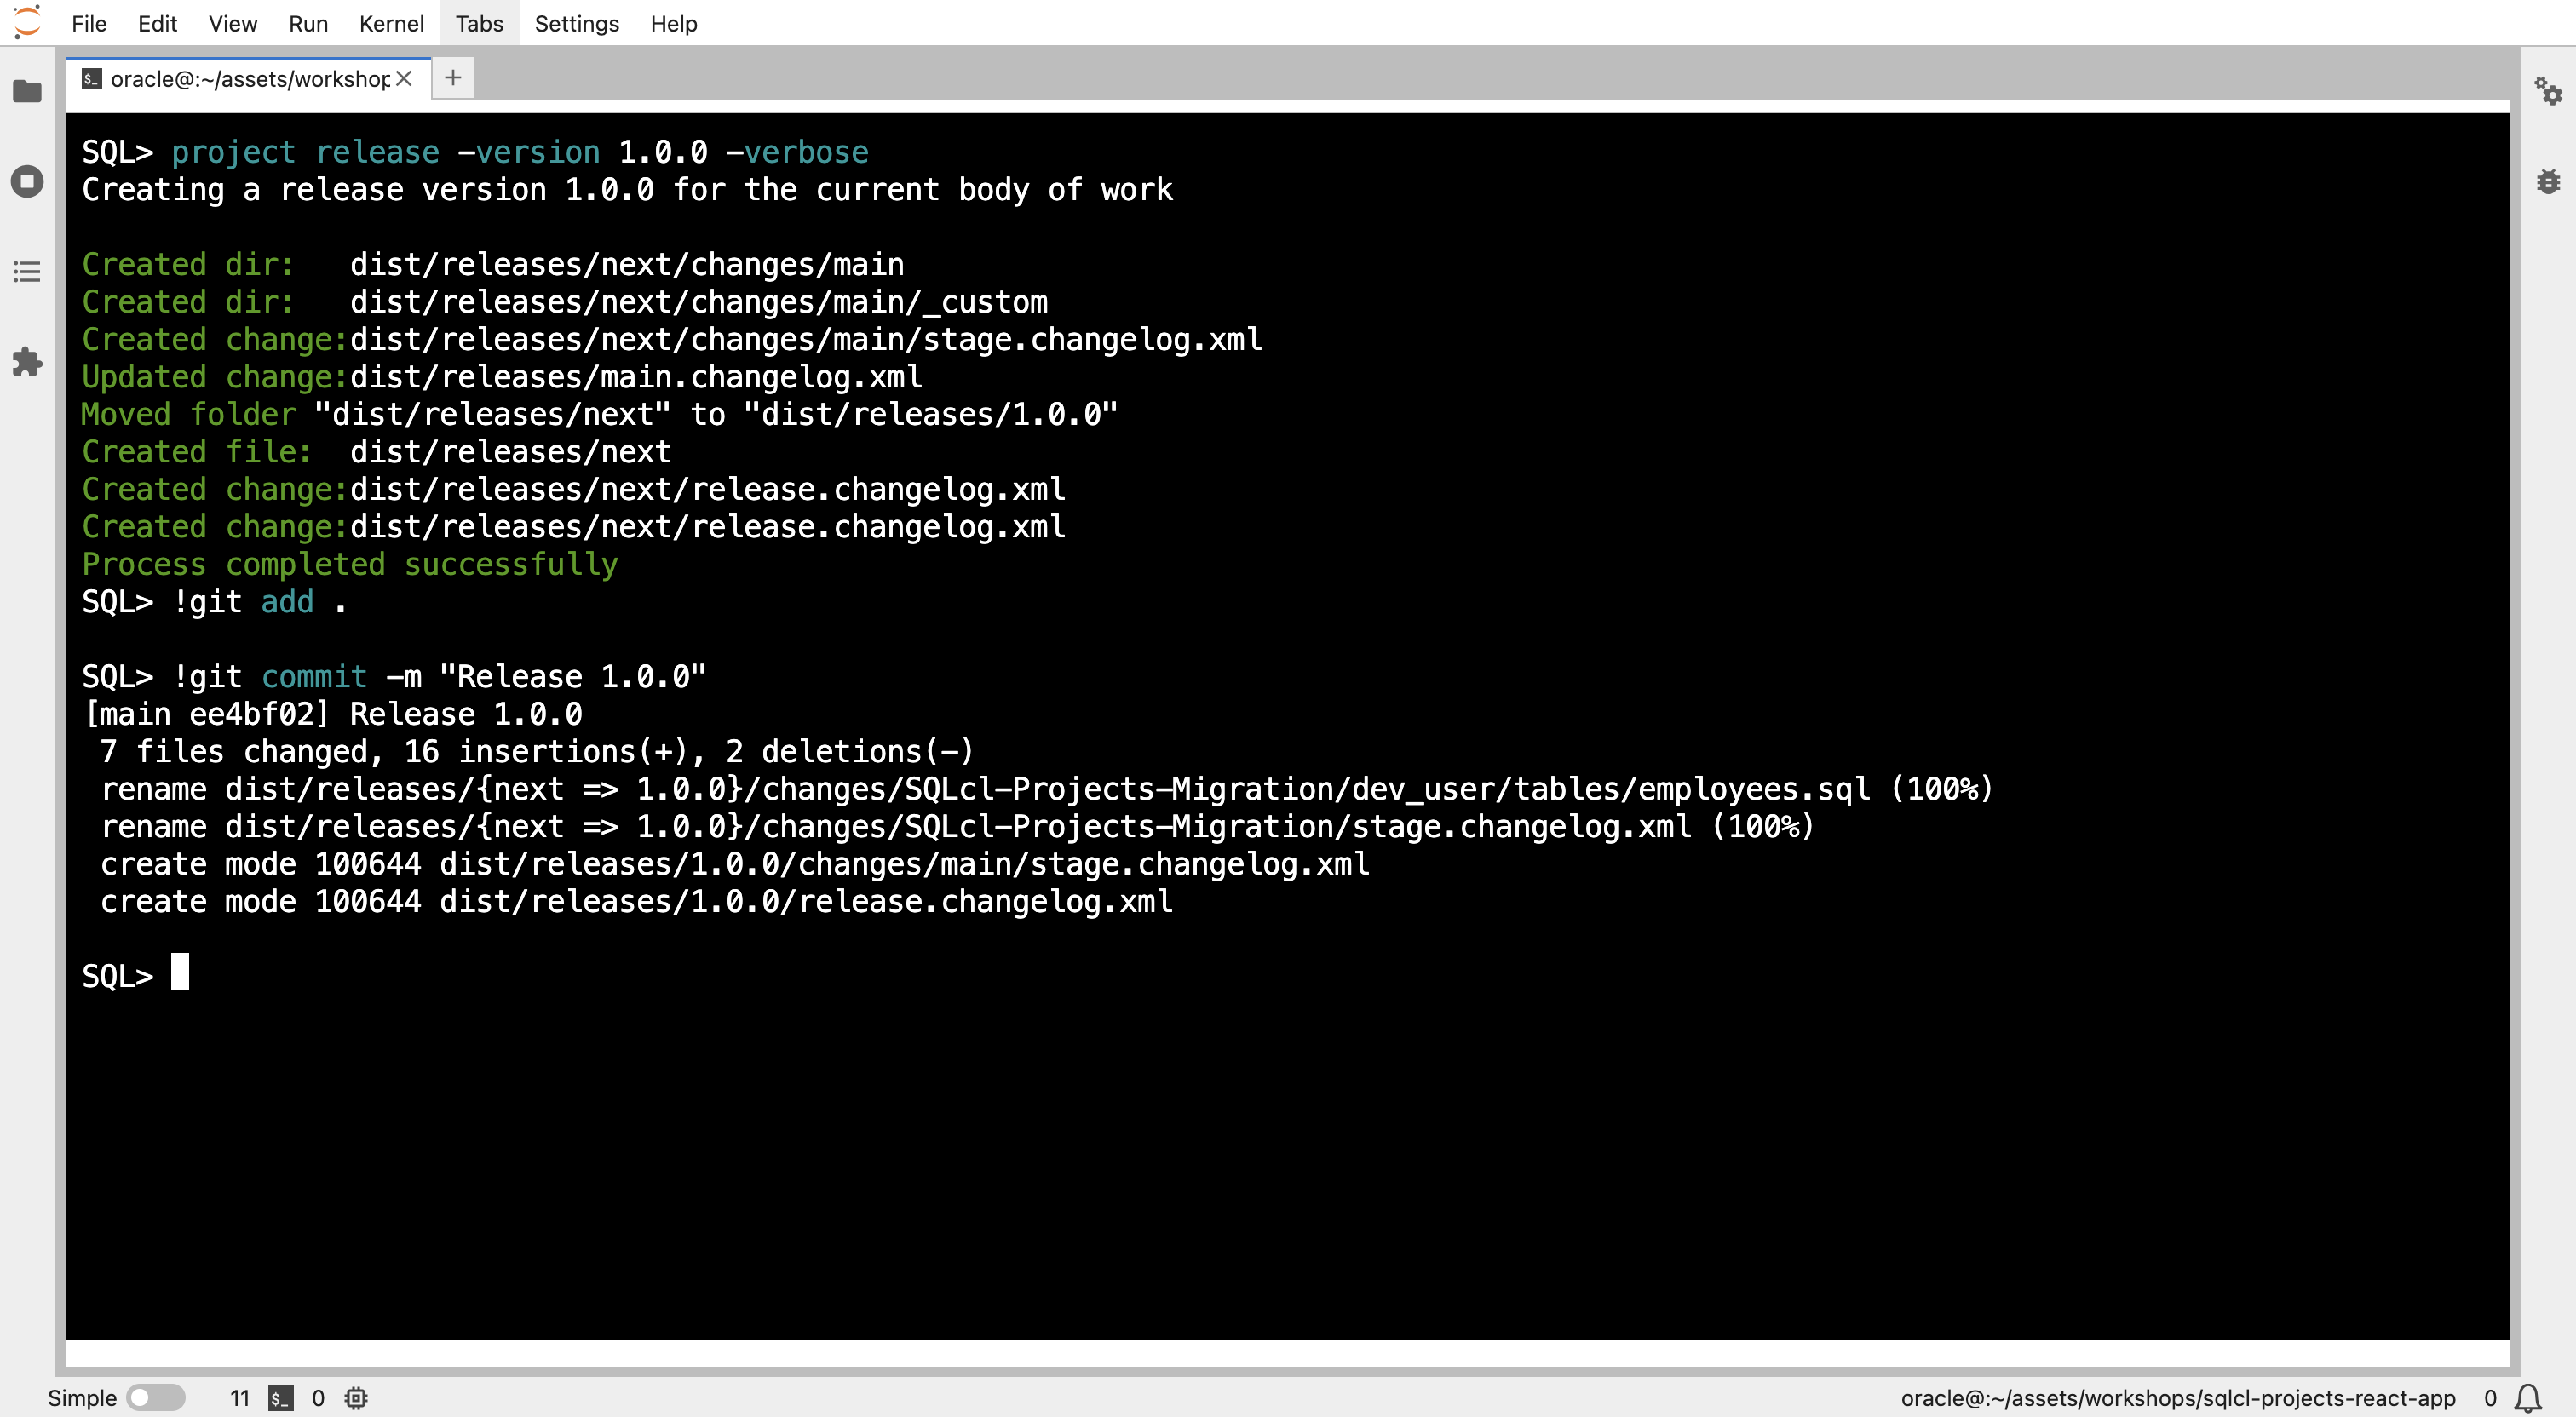 File Edit View Run Kernel Tabs Settings Help
oracle@:~/assets/workshop
SQL> project release -version 1.0.0 -verbose
Creating a release version 1.0.0 for the current body of work
Created dir:   dist/releases/next/changes/main
Created dir:   dist/releases/next/changes/main/_custom
Created change:dist/releases/next/changes/main/stage.changelog.xml
Updated change:dist/releases/main.changelog.xml
Moved folder "dist/releases/next" to "dist/releases/1.0.0"
Created file:  dist/releases/next
Created change:dist/releases/next/release.changelog.xml
Created change:dist/releases/next/release.changelog.xml
Process completed successfully
SQL> !git add .
SQL> !git commit -m "Release 1.0.0"
[main ee4bf02] Release 1.0.0
7 files changed, 16 insertions(+), 2 deletions(-)
rename dist/releases/{next => 1.0.0}/changes/SQLcl-Projects-Migration/dev_user/tables/employees.sql (100%)
rename dist/releases/{next => 1.0.0}/changes/SQLcl-Projects-Migration/stage.changelog.xml (100%)
create mode 100644 dist/releases/1.0.0/changes/main/stage.changelog.xml
create mode 100644 dist/releases/1.0.0/release.changelog.xml
SQL>
Simple 11 $_ 0 oracle@:~/assets/workshops/sqlcl-projects-react-app 0